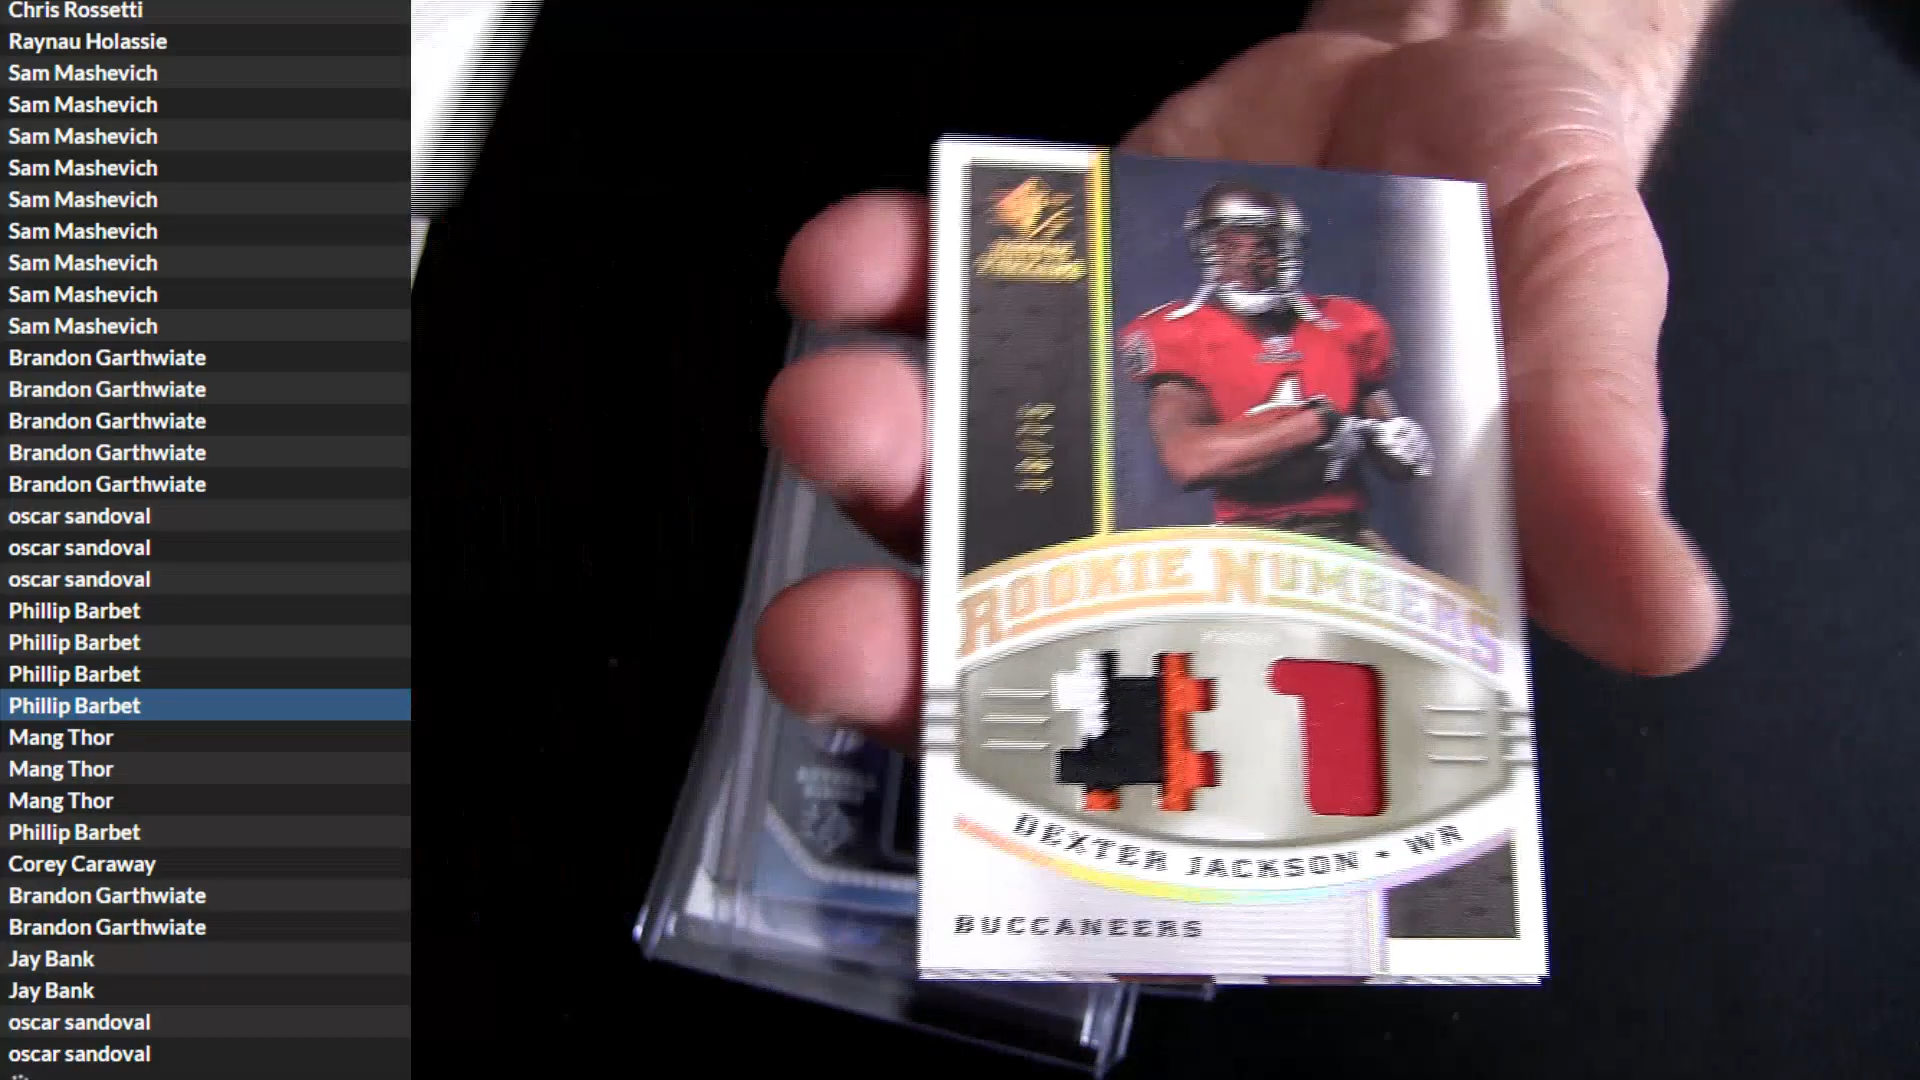 Chris Rossetti
Raynau Holassie
Sam Mashevich
Sam Mashevich
Sam Mashevich
Sam Mashevich
Sam Mashevich
Sam Mashevich
Sam Mashevich
Sam Mashevich
Sam Mashevich
Brandon Garthwiate
Brandon Garthwiate
Brandon Garthwiate
Brandon Garthwiate
Brandon Garthwiate
oscar sandoval
oscar sandoval
oscar sandoval
Phillip Barbet
Phillip Barbet
Phillip Barbet
Phillip Barbet
Mang Thor
Mang Thor
Mang Thor
Phillip Barbet
Corey Caraway
Brandon Garthwiate
Brandon Garthwiate
Jay Bank
Jay Bank
oscar sandoval
oscar sandoval
ROOKIE NUMBERS
#1
DEXTER JACKSON • WR
BUCCANEERS